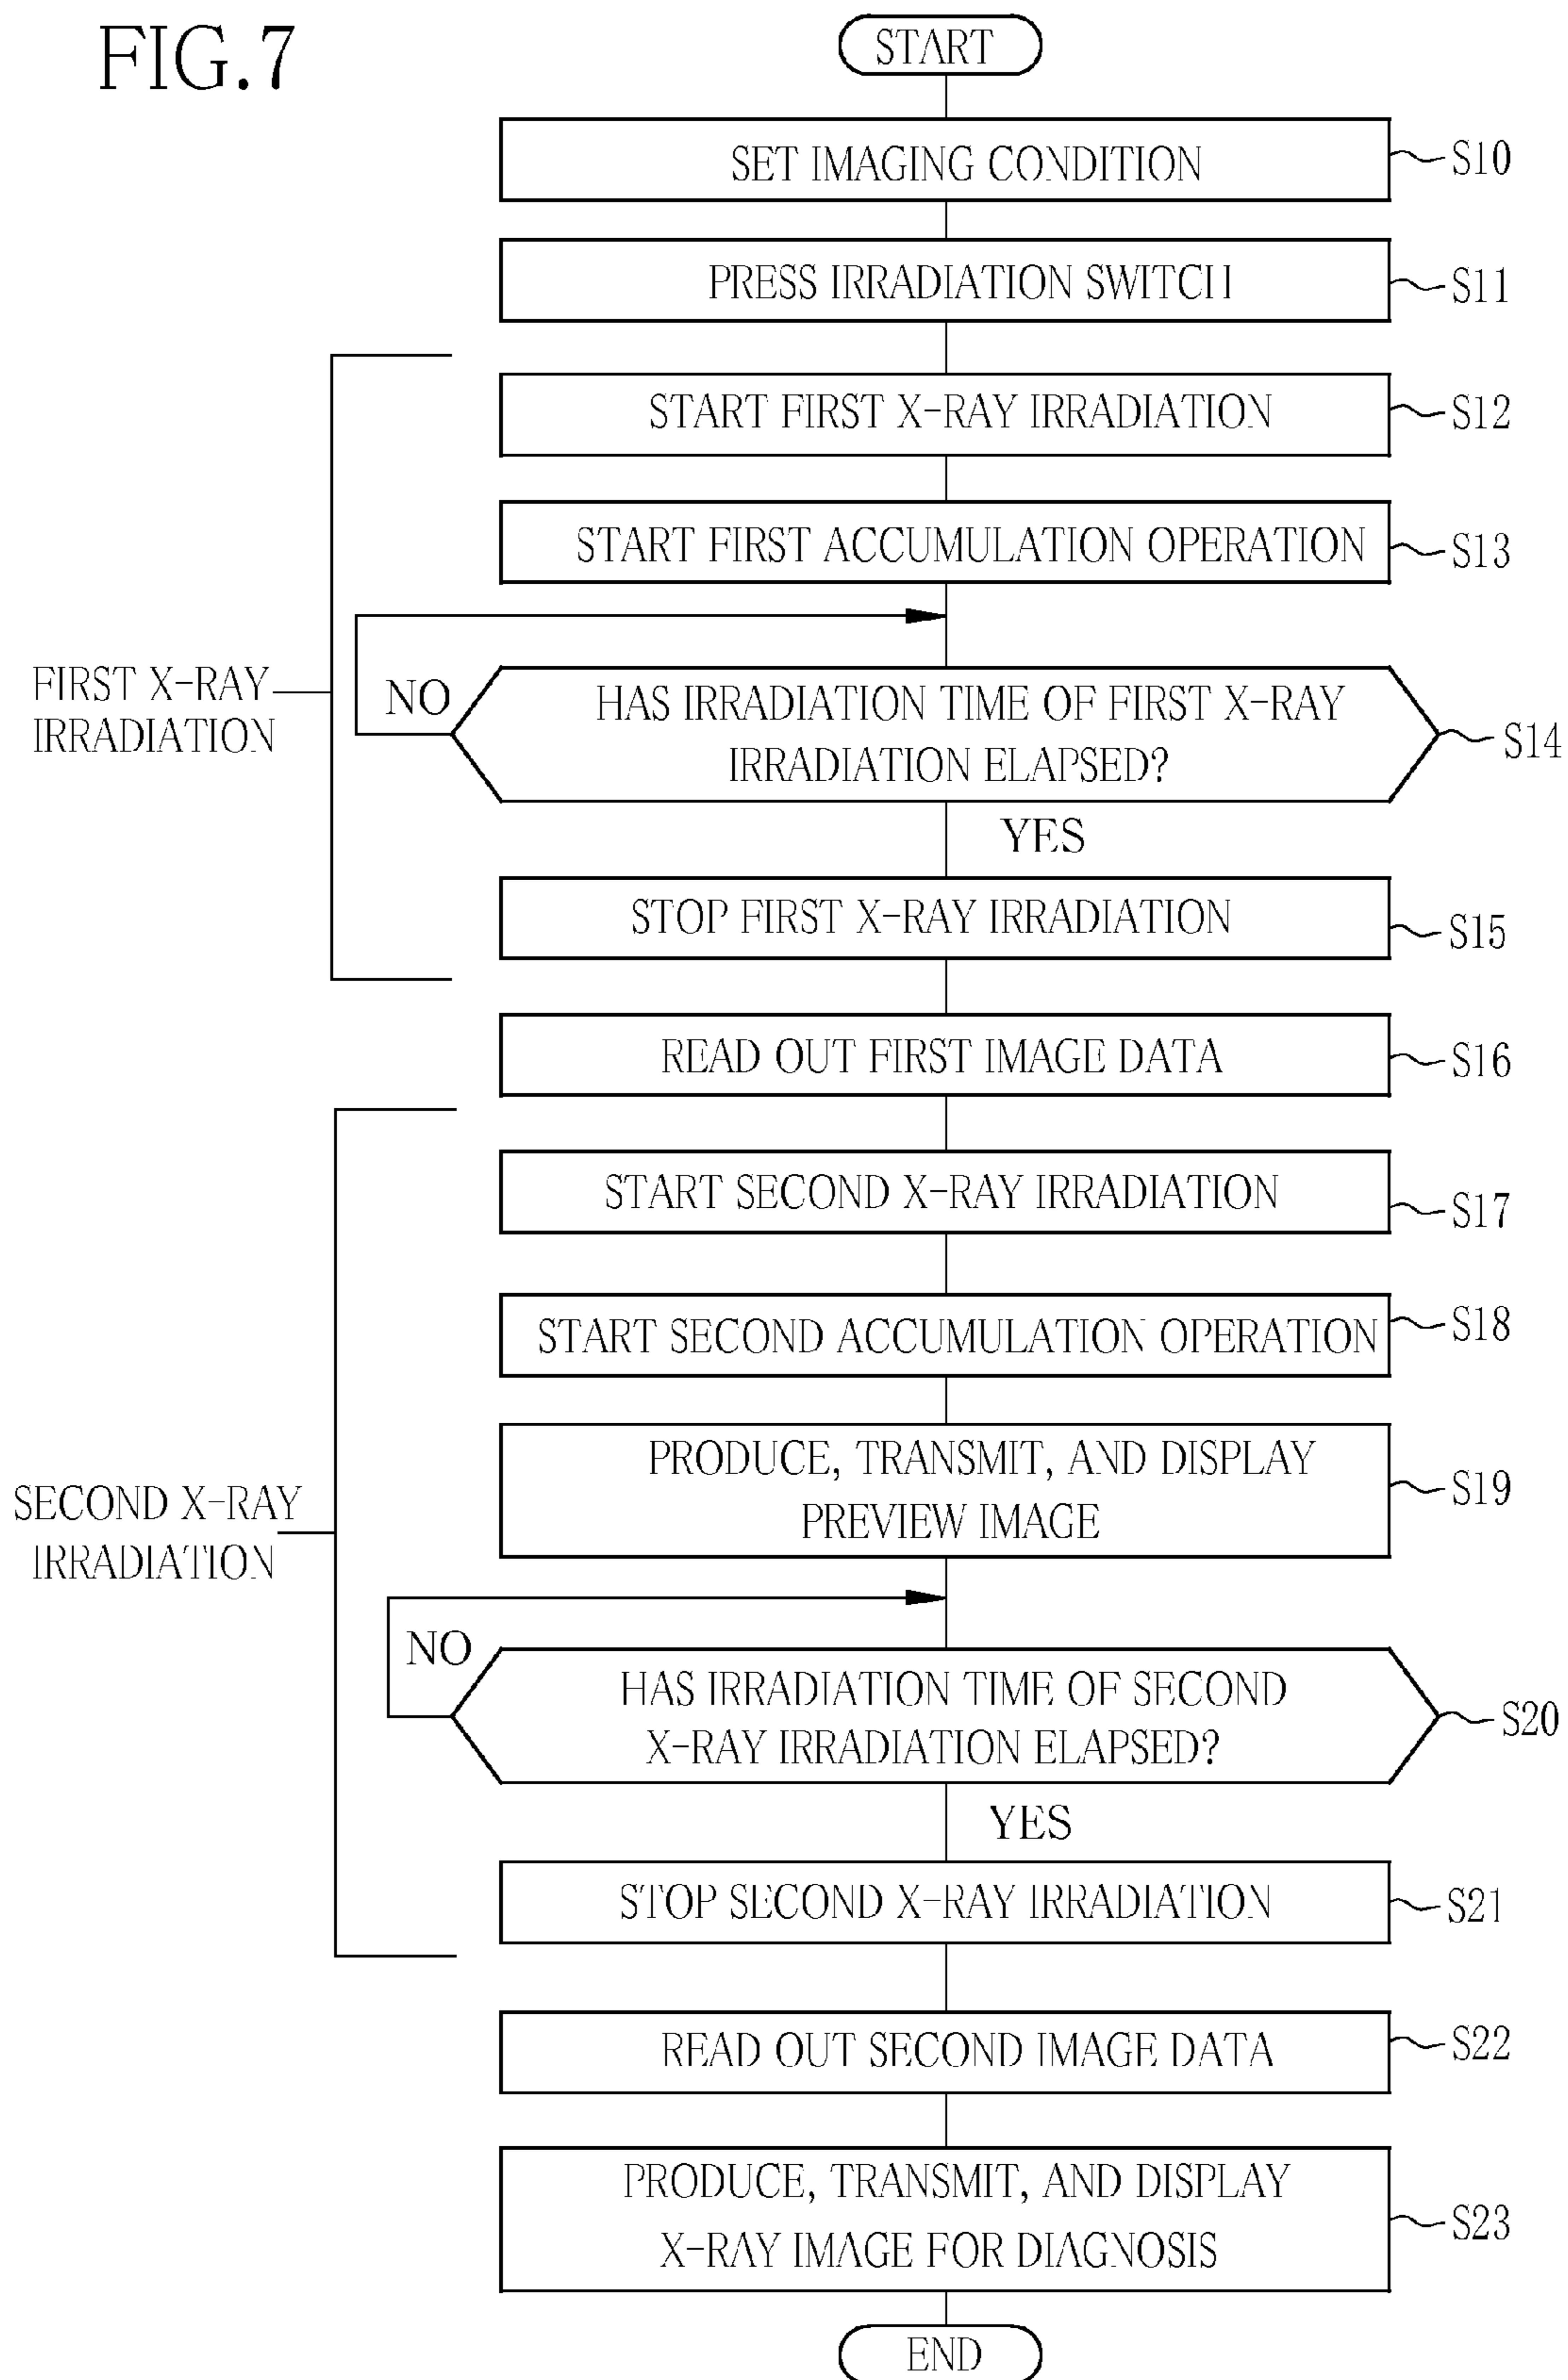 FIG.7
START
SET IMAGING CONDITION
S10
PRESS IRRADIATION SWITCH
S11
START FIRST X-RAY IRRADIATION
S12
START FIRST ACCUMULATION OPERATION
S13
FIRST X-RAY
IRRADIATION
NO
HAS IRRADIATION TIME OF FIRST X-RAY
IRRADIATION ELAPSED?
S14
YES
STOP FIRST X-RAY IRRADIATION
S15
READ OUT FIRST IMAGE DATA
S16
START SECOND X-RAY IRRADIATION
S17
START SECOND ACCUMULATION OPERATION
S18
PRODUCE, TRANSMIT, AND DISPLAY
PREVIEW IMAGE
S19
SECOND X-RAY
IRRADIATION
NO
HAS IRRADIATION TIME OF SECOND
X-RAY IRRADIATION ELAPSED?
S20
YES
STOP SECOND X-RAY IRRADIATION
S21
READ OUT SECOND IMAGE DATA
S22
PRODUCE, TRANSMIT, AND DISPLAY
X-RAY IMAGE FOR DIAGNOSIS
S23
END